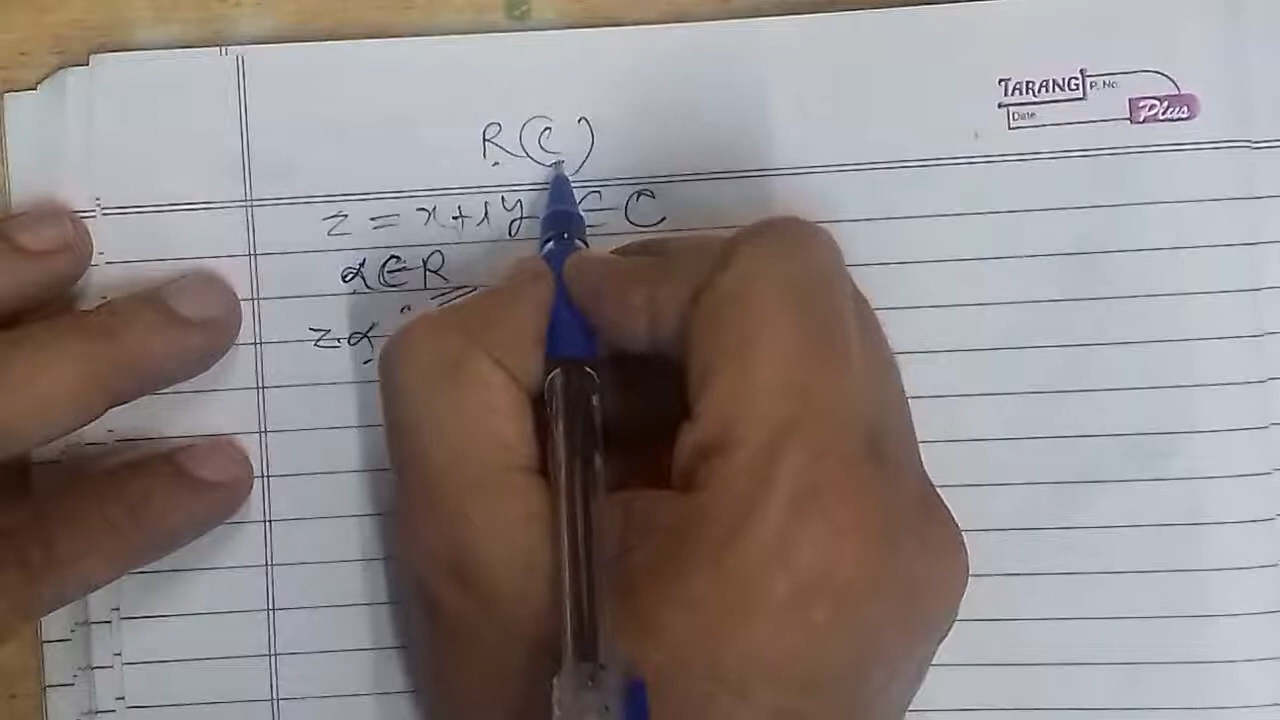 TARANG P. No.
Date
Plus
R(C)
z = x+iy ∈ C
α∈R
z·α